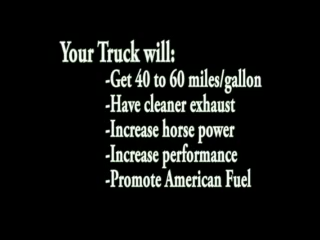 Your Truck will:
-Get 40 to 60 miles/gallon
-Have cleaner exhaust
-Increase horse power
-Increase performance
-Promote American Fuel